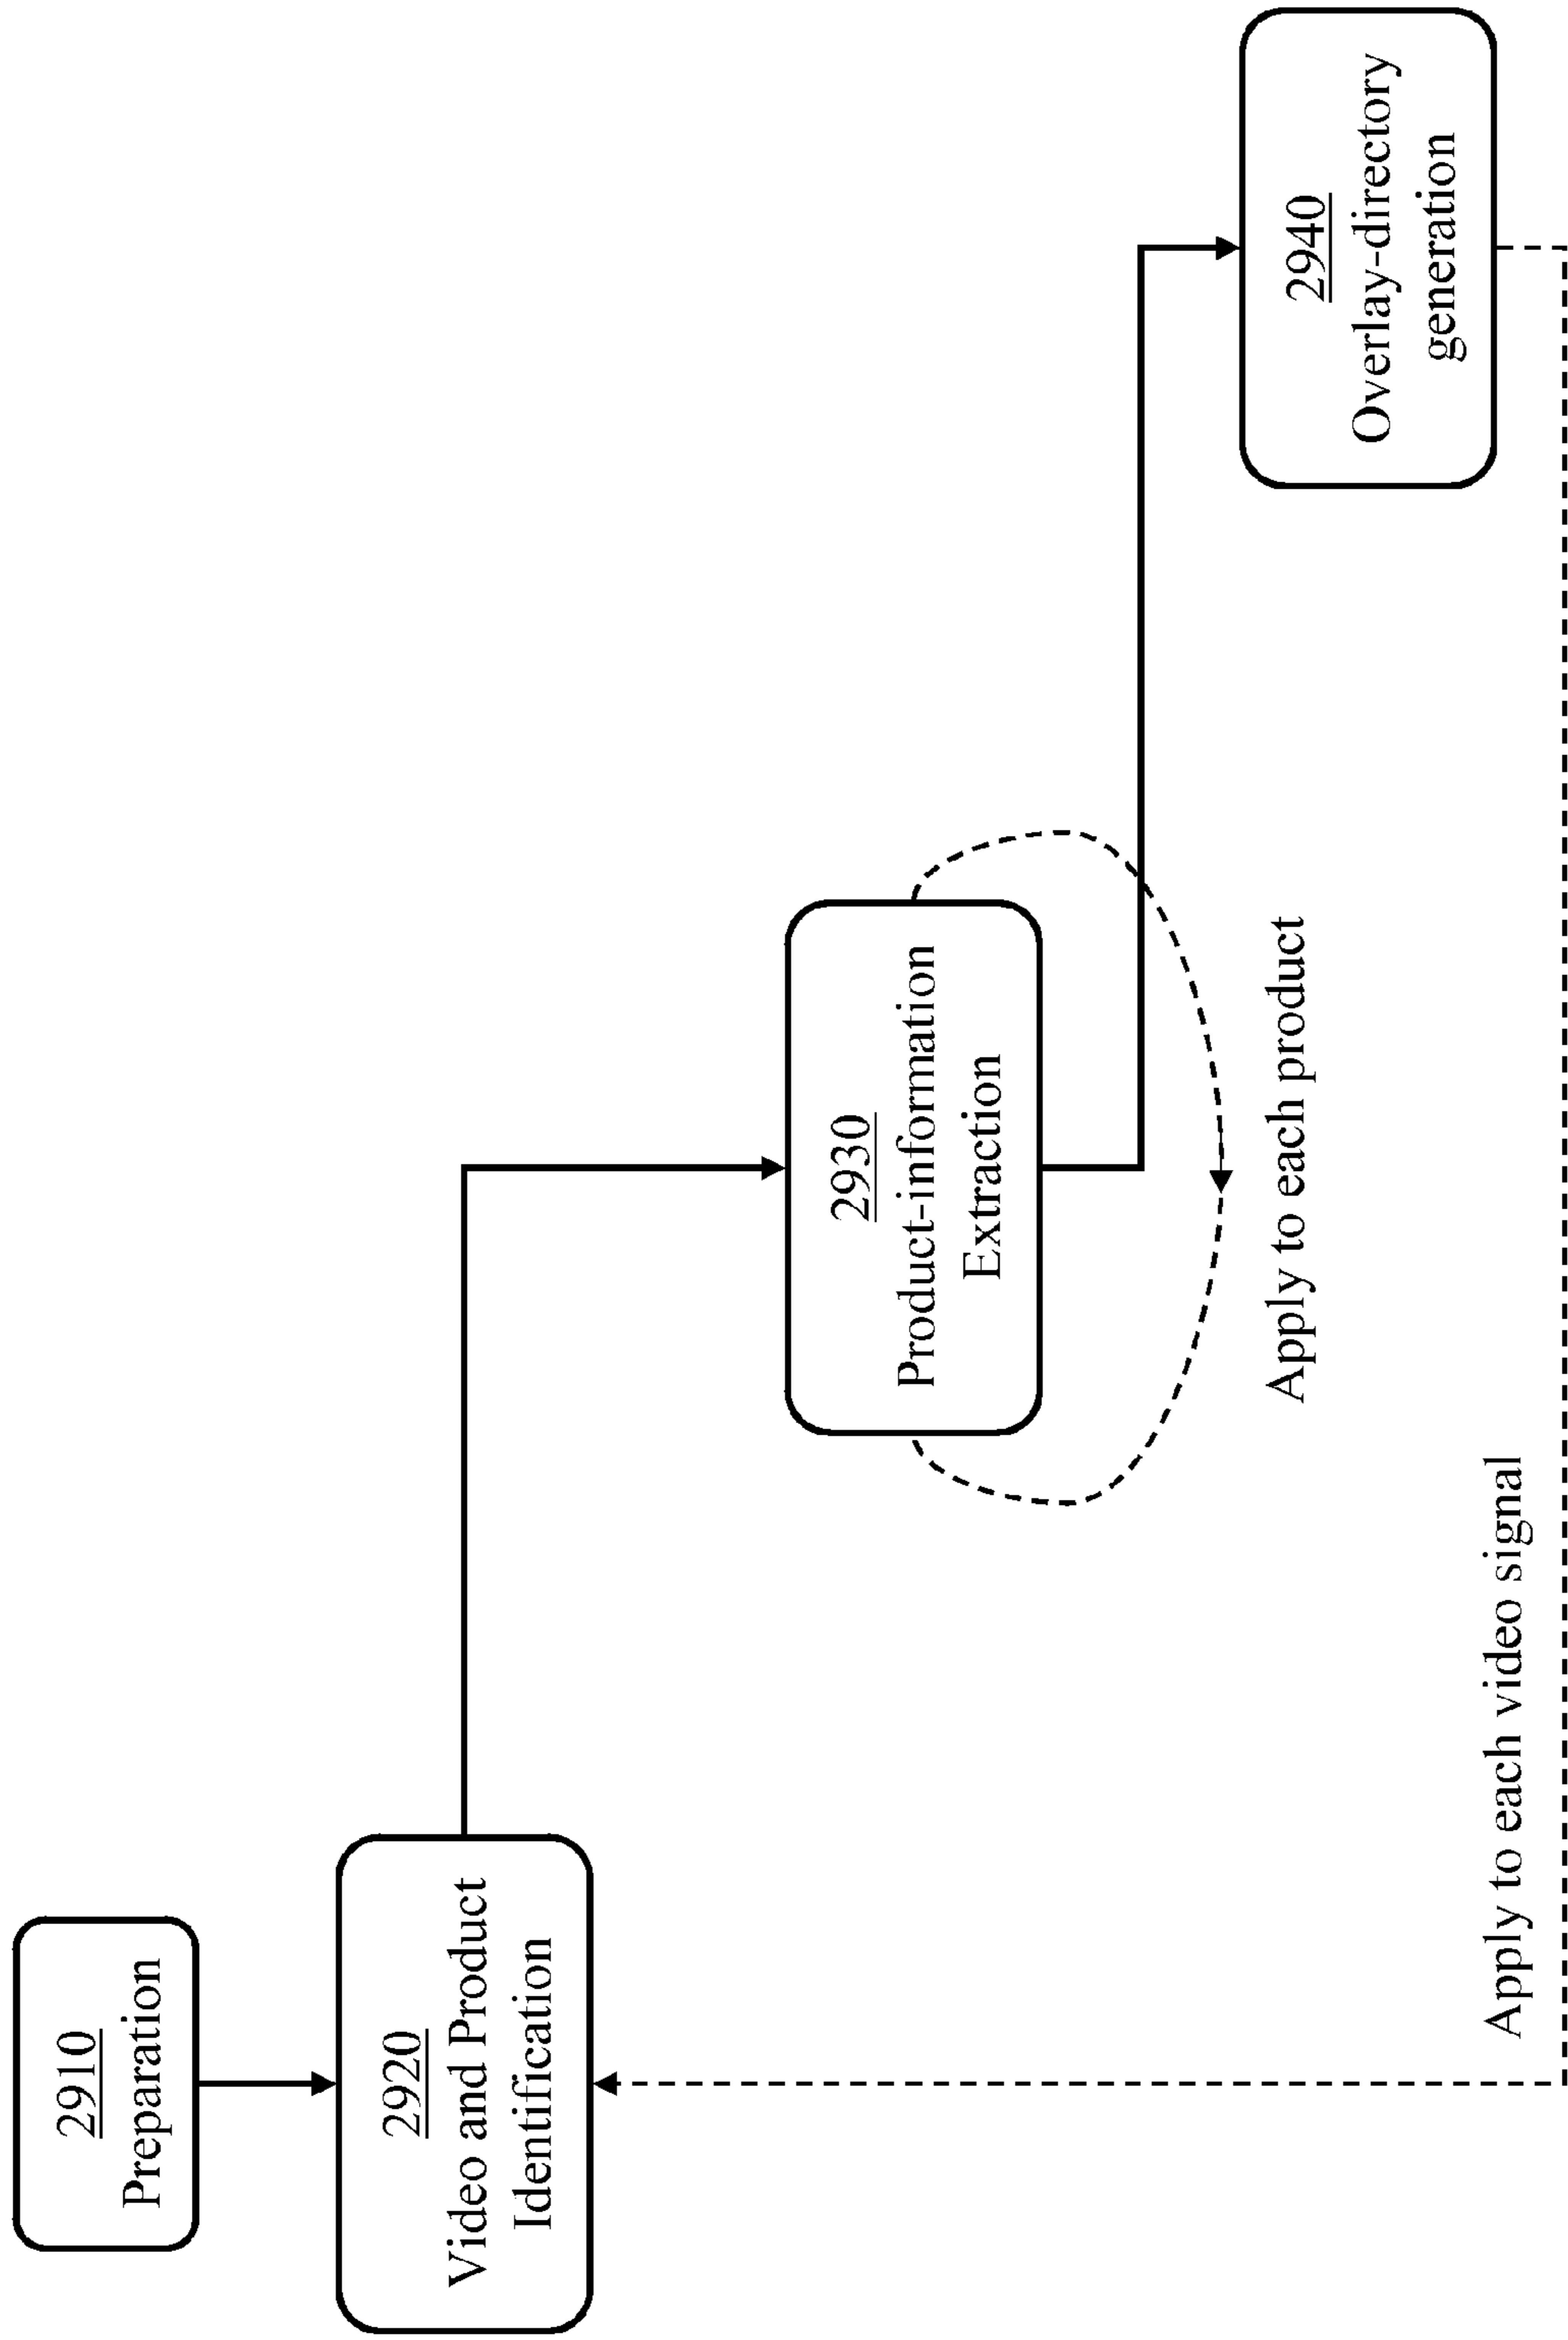 2910
Preparation
2920
Video and Product
Identification
2930
Product-information
Extraction
Apply to each product
2940
Overlay-directory
generation
Apply to each video signal